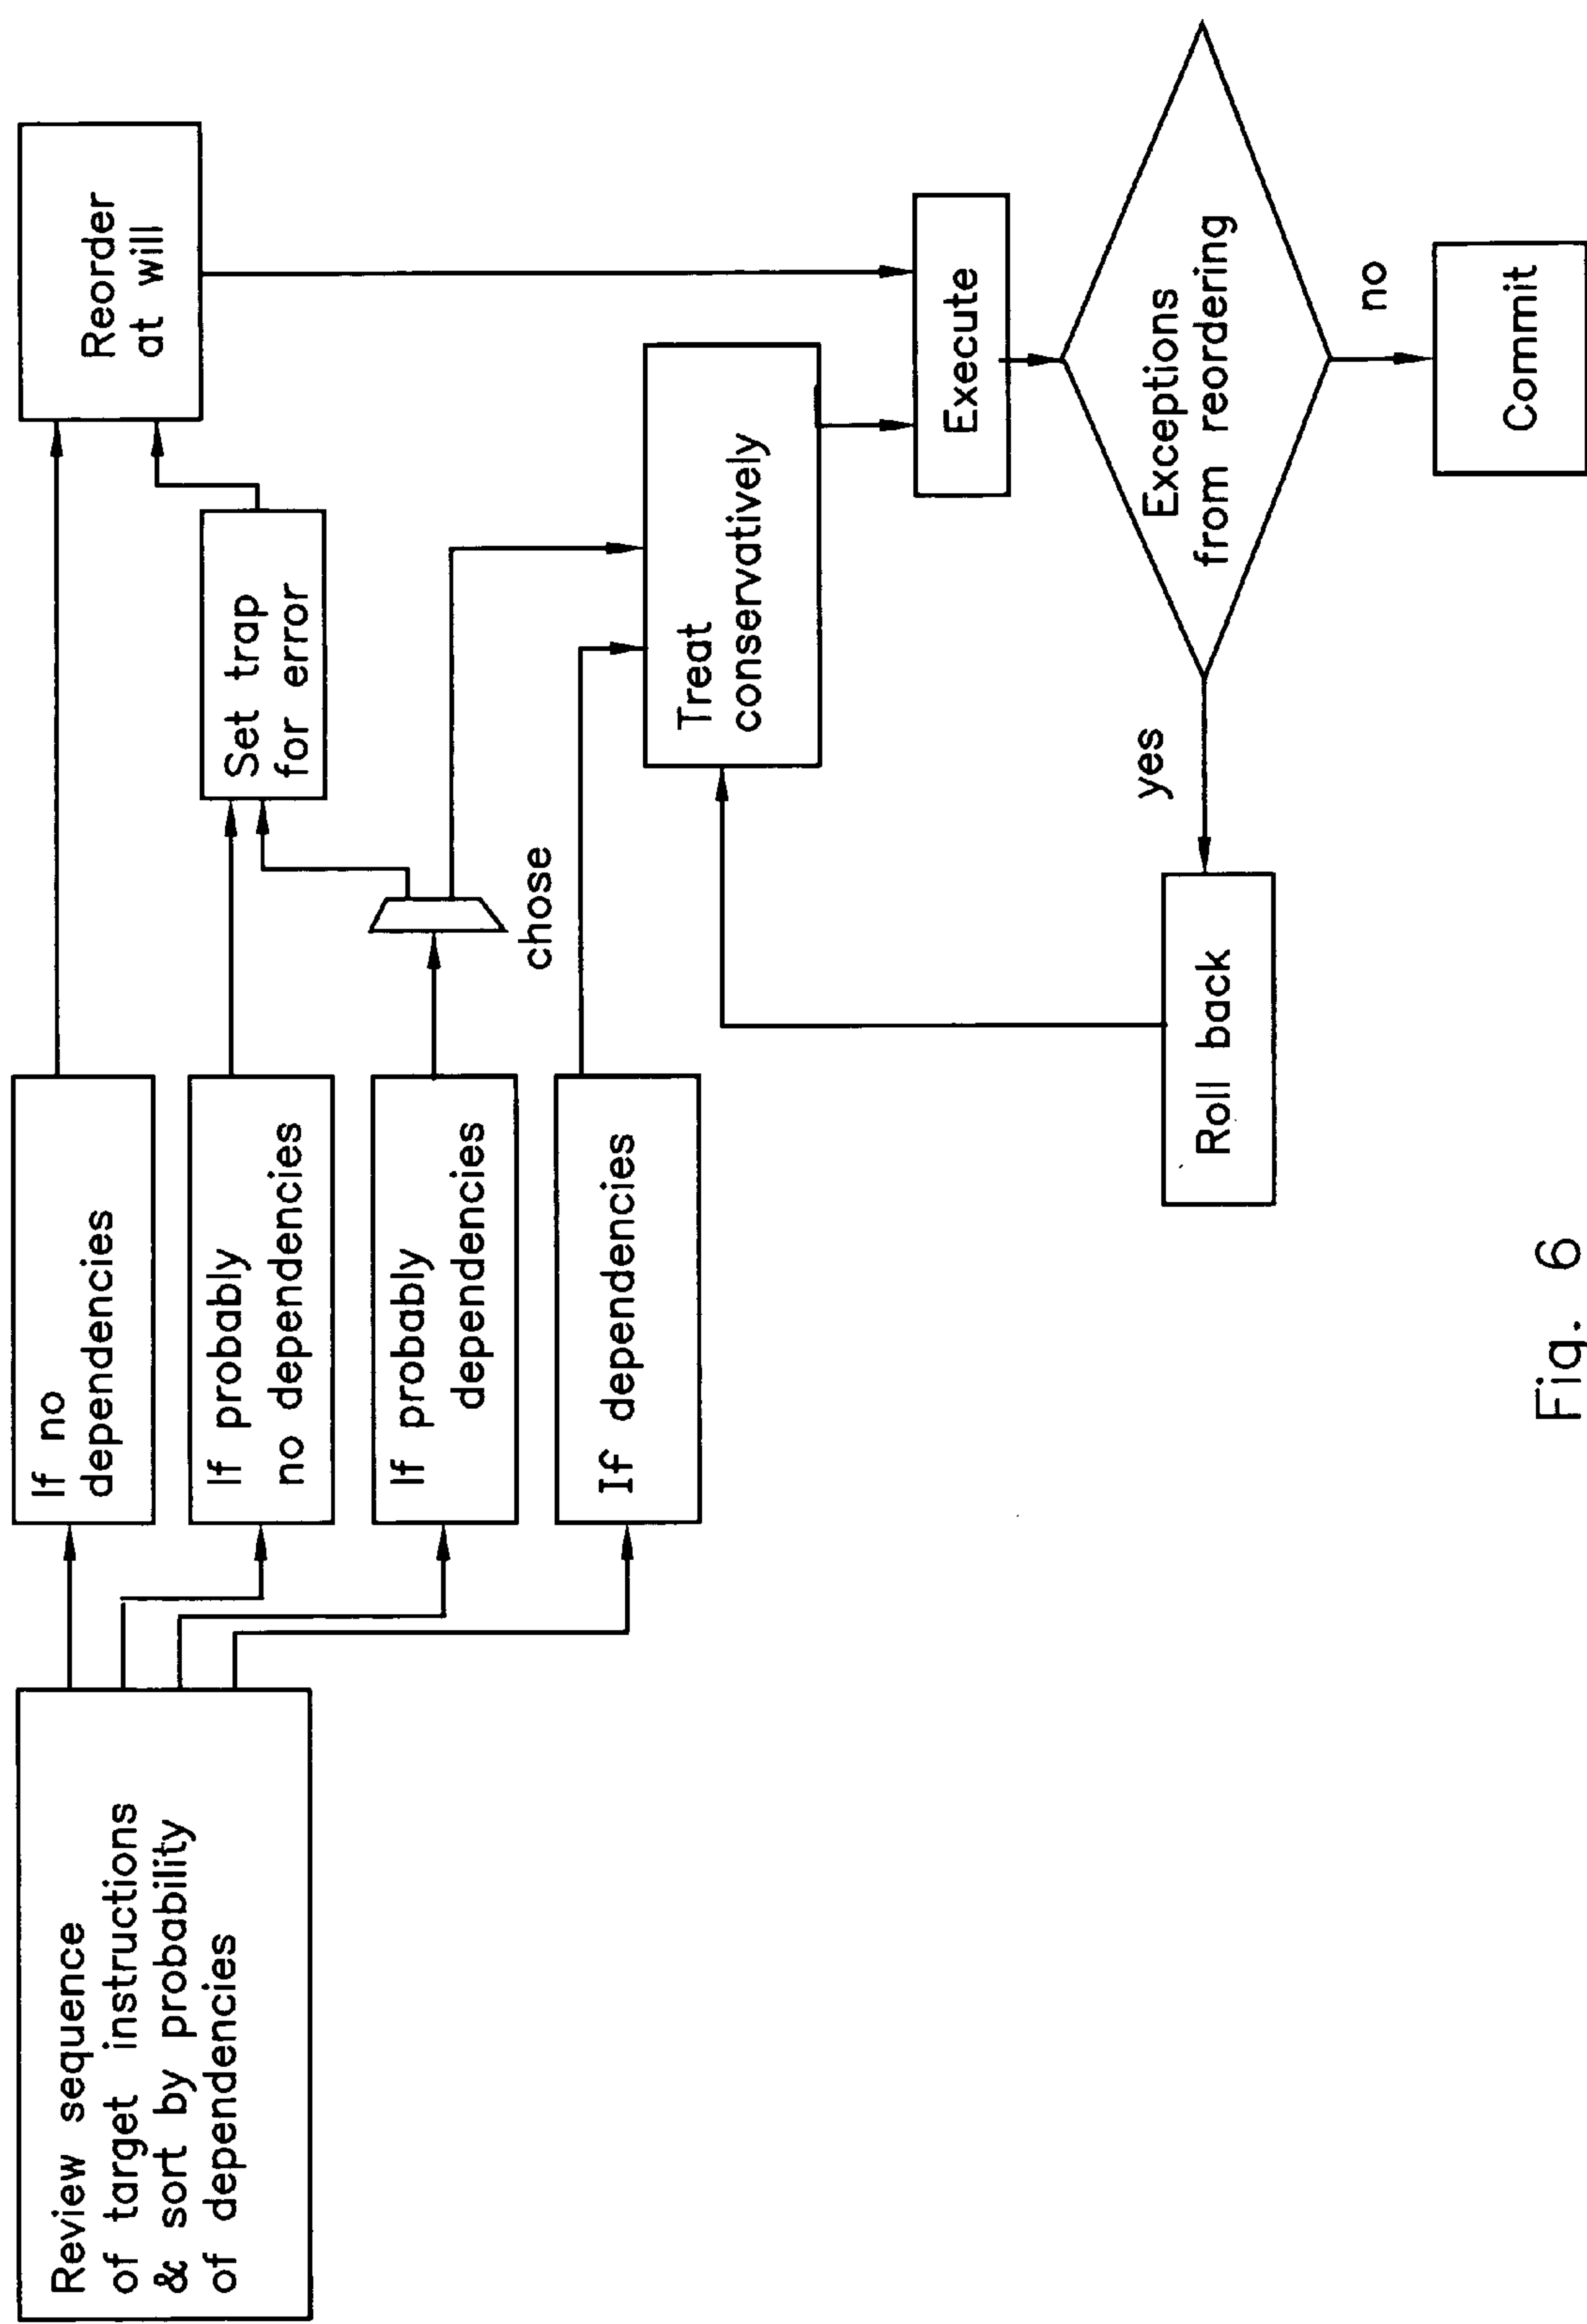 Review sequence
of target instructions
& sort by probability
of dependencies
If no
dependencies
If probably
no dependencies
If probably
dependencies
If dependencies
Set trap
for error
chose
Reorder
at will
Treat
conservatively
Execute
Exceptions
from reordering
yes
no
Roll back
Commit
Fig. 6